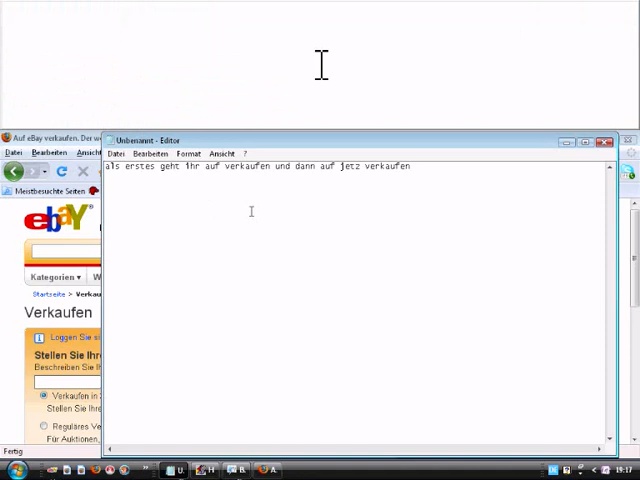 Auf eBay verkaufen. Der we
Unbenannt - Editor
Datei Bearbeiten Ansicht
Datei Bearbeiten Format Ansicht ?
als erstes geht ihr auf verkaufen und dann auf jetz verkaufen
Meistbesuchte Seiten
ebay
Kategorien W
Startseite > Verkau
Verkaufen
Loggen Sie si
Stellen Sie Ihr
Beschreiben Sie Ihr
Verkaufen in
Stellen Sie Ihre
Reguläres Ve
Für Auktionen,
Fertig
U. H B. A.
19:17